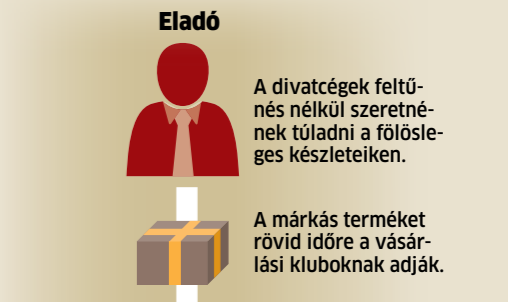 Eladó
A divatcégek feltű-
nés nélkül szeretné-
nek túladni a fölösle-
ges készleteiken.
A márkás terméket
rövid időre a vásár-
lási kluboknak adják.